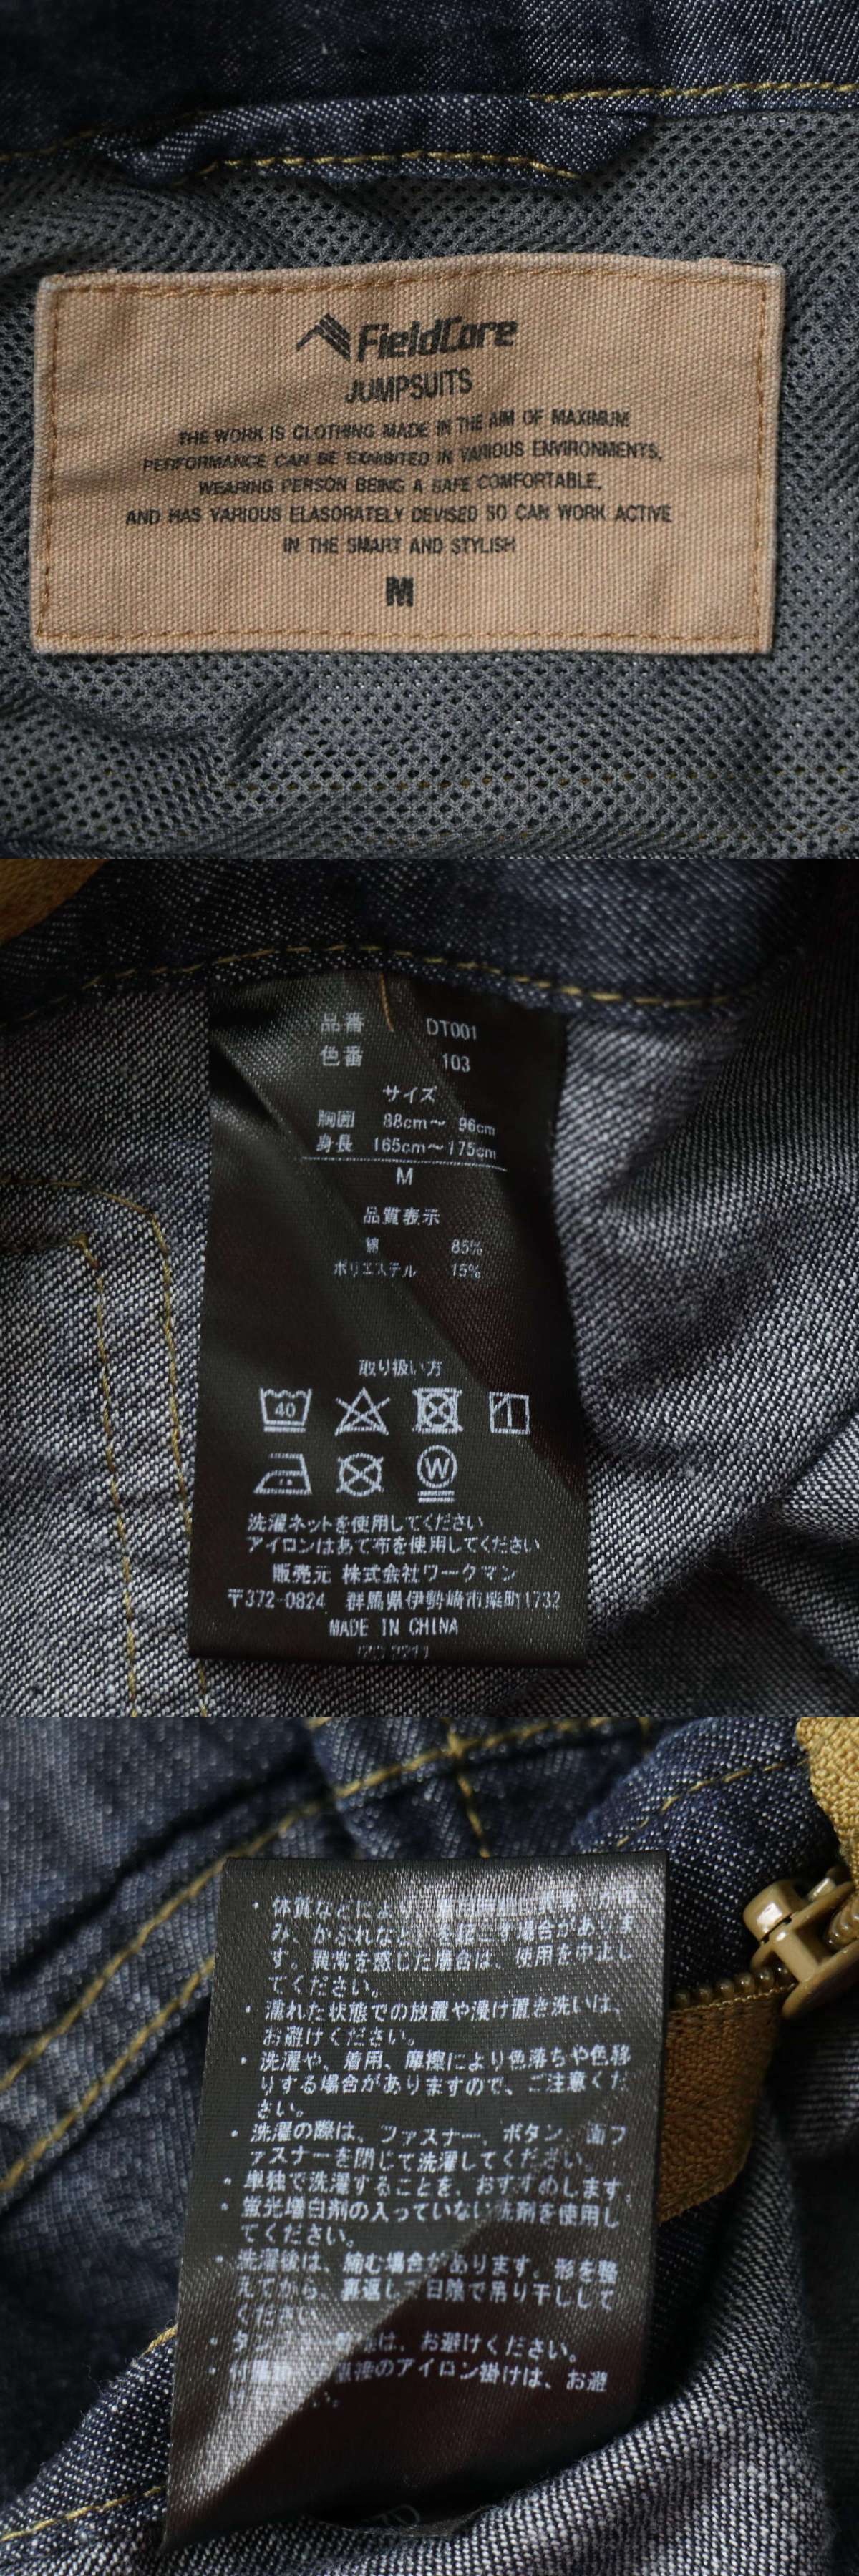 FieldCore
JUMPSUITS
THE WORK IS CLOTHING MADE IN THE AIM OF MAXIMUM
PERFORMANCE CAN BE EXHIBITED IN VARIOUS ENVIRONMENTS,
WEARING PERSON BEING A SAFE COMFORTABLE,
AND HAS VARIOUS ELASORATELY DEVISED SO CAN WORK ACTIVE
IN THE SMART AND STYLISH
M
品番 DT001
色番 103
サイズ
胸囲 88cm～ 96cm
身長 165cm～175cm
M
品質表示
綿 85%
ポリエステル 15%
取り扱い方
40
W
洗濯ネットを使用してください
アイロンはあて布を使用してください
販売元 株式会社ワークマン
〒372-0824 群馬県伊勢崎市柴町1732
MADE IN CHINA
・体質などにより、
み、かぶれなど を起こす場合がありま
す。異常を感じた場合は、使用を中止し
てください。
・濡れた状態での放置や浸け置き洗いは、
お避けください。
・洗濯や、着用、摩擦により色落ちや色移
りする場合がありますので、ご注意くだ
さい。
・洗濯の際は、ファスナー、ボタン、面フ
ァスナーを閉じて洗濯してください。
・単独で洗濯することを、おすすめします。
・蛍光増白剤の入っていない洗剤を使用し
てください。
・洗濯後は、縮む場合があります。形を整
えてから、裏返して日陰で吊り干しして
ください
・タン は、お避けください。
・ のアイロン掛けは、お避